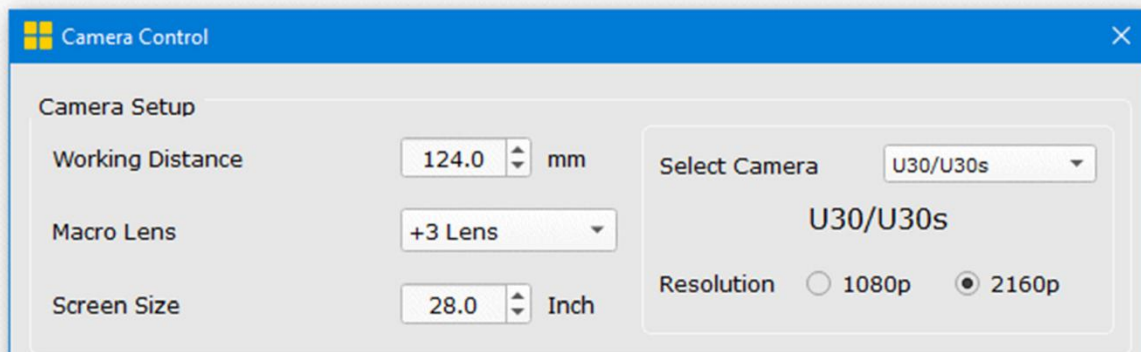 Camera Control
Camera Setup
Working Distance 124.0 mm
Macro Lens +3 Lens
Screen Size 28.0 Inch
Select Camera U30/U30s
U30/U30s
Resolution 1080p 2160p